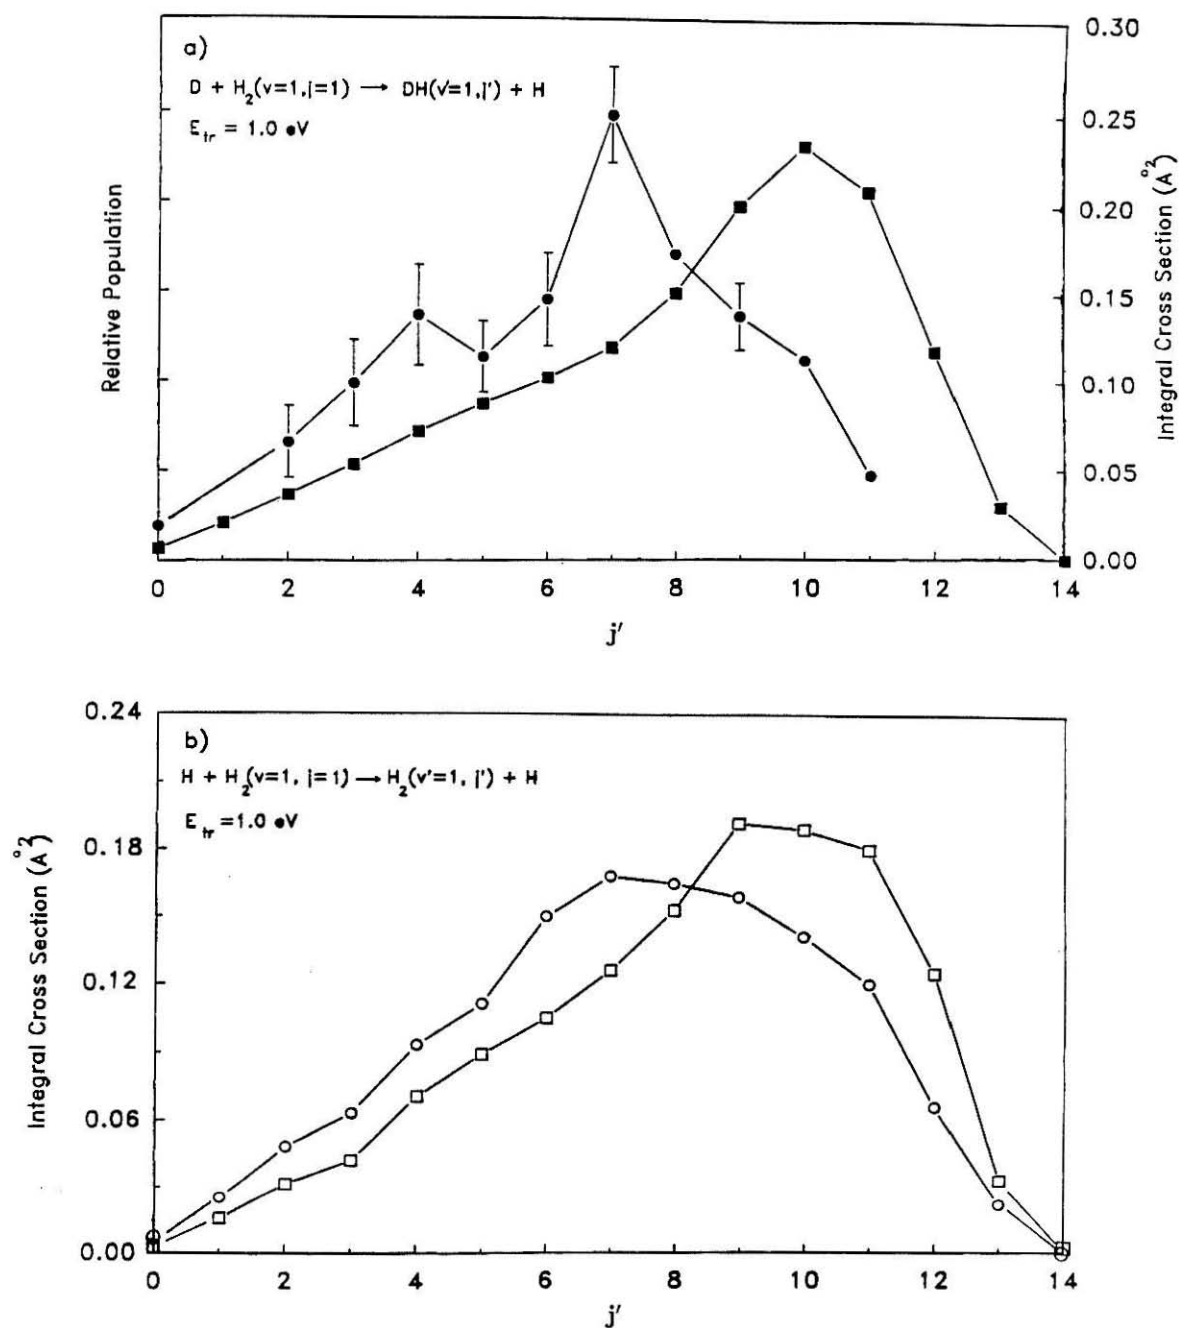 a)
D + H₂(v=1,j=1) → DH(v'=1,j') + H
E_tr = 1.0 eV
Relative Population
Integral Cross Section (Å²)
0.30
0.25
0.20
0.15
0.10
0.05
0.00
0 2 4 6 8 10 12 14
j'
b)
H + H₂(v=1, j=1) → H₂(v'=1, j') + H
E_tr = 1.0 eV
Integral Cross Section (Å²)
0.24
0.18
0.12
0.06
0.00
0 2 4 6 8 10 12 14
j'